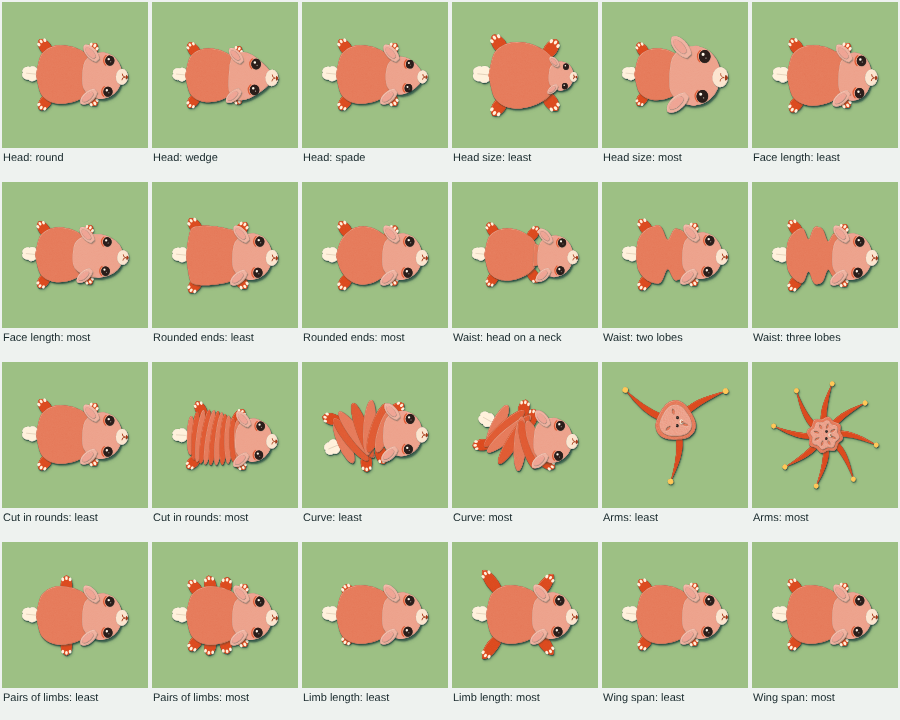 Head: round
Head: wedge
Head: spade
Head size: least
Head size: most
Face length: least
Face length: most
Rounded ends: least
Rounded ends: most
Waist: head on a neck
Waist: two lobes
Waist: three lobes
Cut in rounds: least
Cut in rounds: most
Curve: least
Curve: most
Arms: least
Arms: most
Pairs of limbs: least
Pairs of limbs: most
Limb length: least
Limb length: most
Wing span: least
Wing span: most